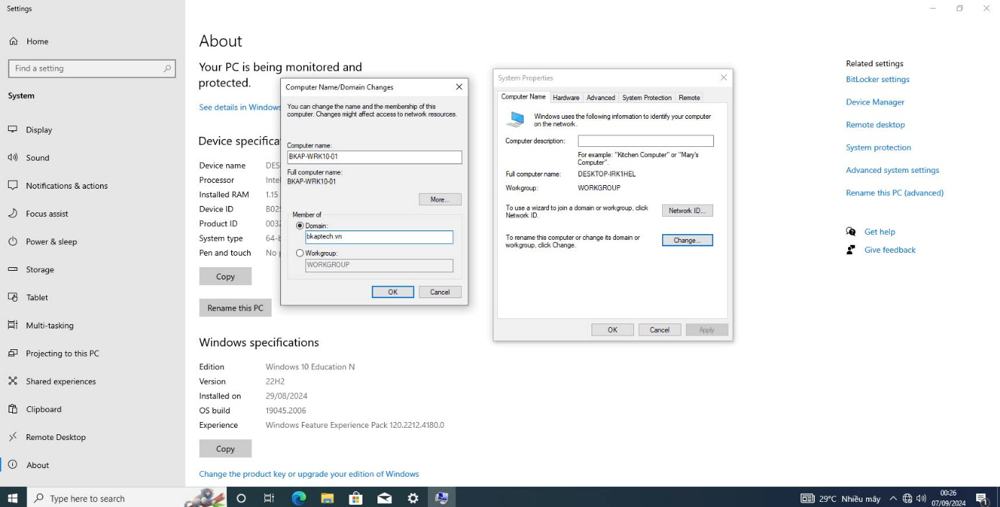 Settings
Home
Find a setting
System
Display
Sound
Notifications & actions
Focus assist
Power & sleep
Storage
Tablet
Multi-tasking
Projecting to this PC
Shared experiences
Clipboard
Remote Desktop
About
About
Your PC is being monitored and
protected.
See details in Windows
Device specifica
Device name DES
Processor Inte
Installed RAM 1.15
Device ID B02
Product ID 003
System type 64-b
Pen and touch No p
Copy
Rename this PC
Windows specifications
Edition Windows 10 Education N
Version 22H2
Installed on 29/08/2024
OS build 19045.2006
Experience Windows Feature Experience Pack 120.2212.4180.0
Copy
Change the product key or upgrade your edition of Windows
Computer Name/Domain Changes
You can change the name and the membership of this
computer. Changes might affect access to network resources.
Computer name:
BKAP-WRK10-01
Full computer name:
BKAP-WRK10-01
More...
Member of
Domain:
bkaptech.vn
Workgroup:
WORKGROUP
OK Cancel
System Properties
Computer Name Hardware Advanced System Protection Remote
Windows uses the following information to identify your computer
on the network.
Computer description:
For example: "Kitchen Computer" or "Mary's
Computer".
Full computer name: DESKTOP-IRK1HEL
Workgroup: WORKGROUP
To use a wizard to join a domain or workgroup, click
Network ID.
Network ID...
To rename this computer or change its domain or
workgroup, click Change.
Change...
OK Cancel Apply
Related settings
BitLocker settings
Device Manager
Remote desktop
System protection
Advanced system settings
Rename this PC (advanced)
Get help
Give feedback
Type here to search
29°C Nhiều mây
00:26
07/09/2024
1